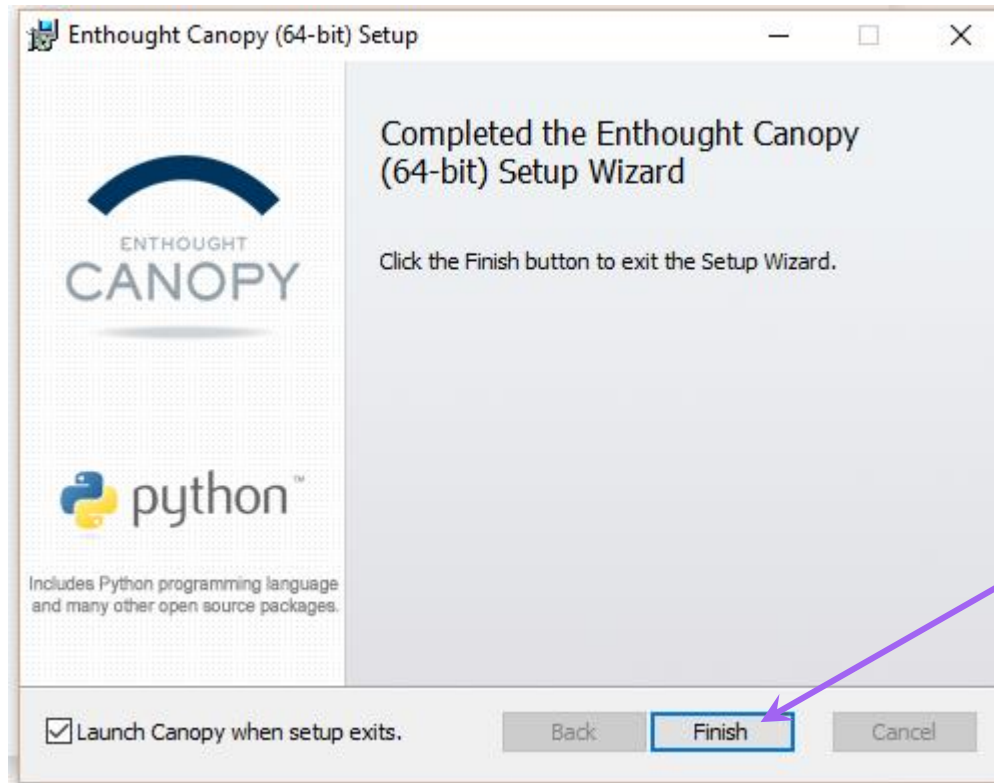 Enthought Canopy (64-bit) Setup
Completed the Enthought Canopy
(64-bit) Setup Wizard
Click the Finish button to exit the Setup Wizard.
ENTHOUGHT
CANOPY
python™
Includes Python programming language
and many other open source packages.
Launch Canopy when setup exits.
Back
Finish
Cancel